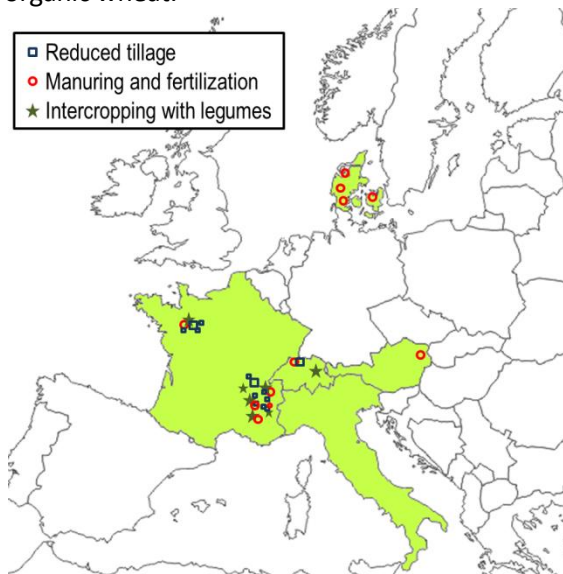 organic wheat.
Reduced tillage
Manuring and fertilization
Intercropping with legumes